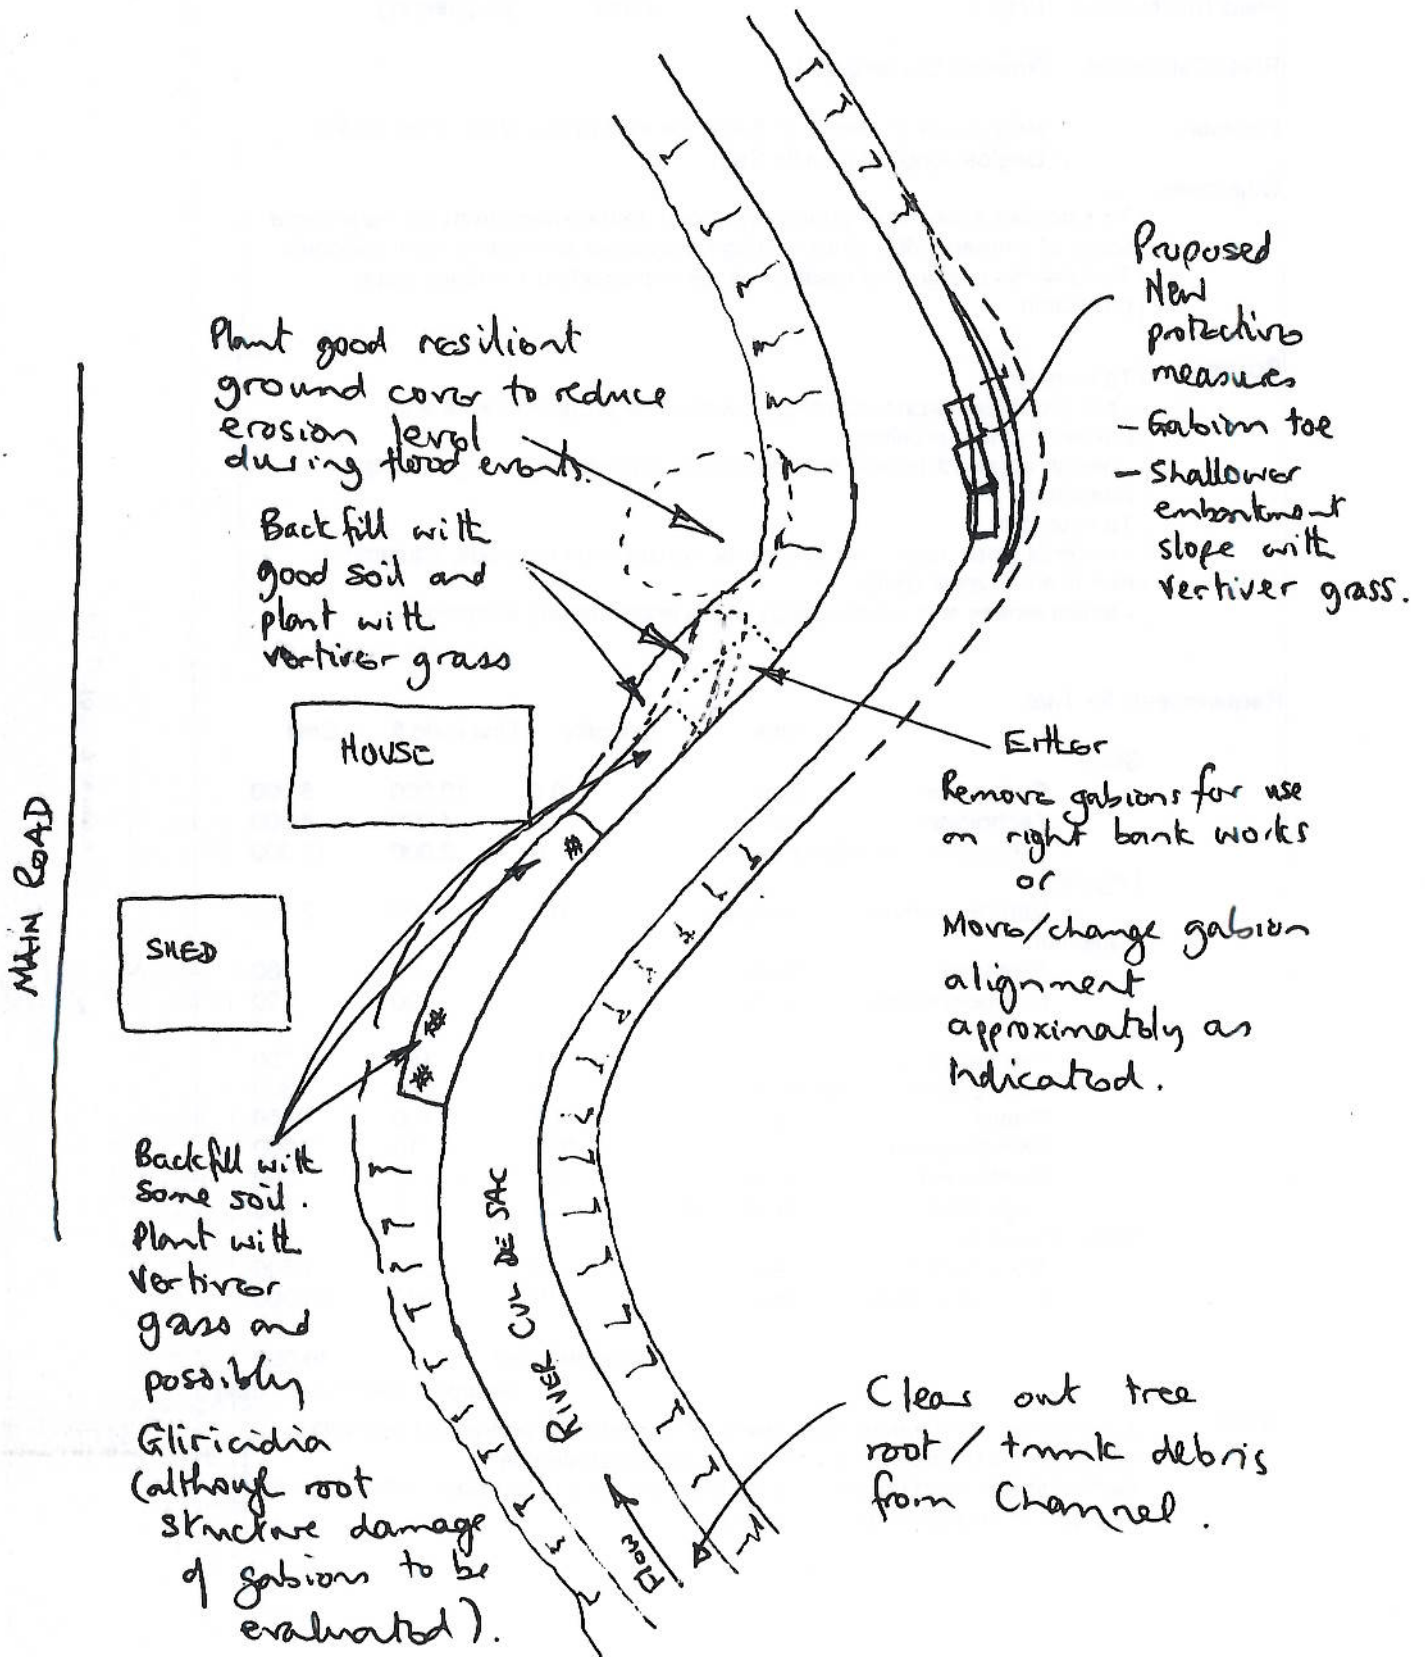 Plant good resilient
ground cover to reduce
erosion level
during flood events.
Backfill with
good soil and
plant with
vertiver grass
Proposed
New
protective
measures
- Gabion toe
- Shallower
embankment
slope with
vertiver grass.
HOUSE
SHED
MAIN ROAD
Either
Remove gabions for use
on right bank works
or
Move/change gabion
alignment
approximately as
indicated.
Backfill with
some soil.
Plant with
vertiver
grass and
possibly
Gliricidia
(although root
structure damage
of gabions to be
evaluated).
RIVER CUL DE SAC
Flow
Clear out tree
root / trunk debris
from Channel.